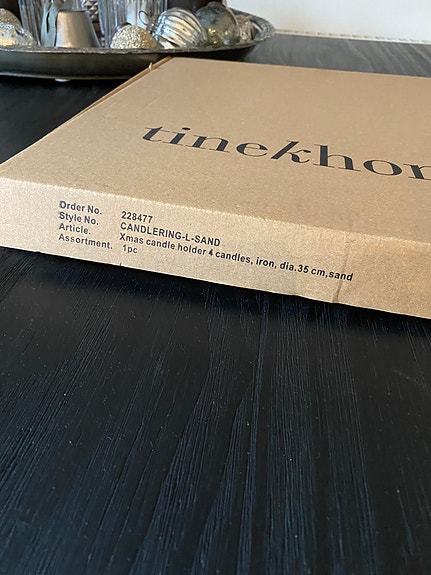 tinekhom
Order No. 228477
Style No. CANDLERING-L-SAND
Article. Xmas candle holder 4 candles, iron, dia.35 cm,sand
Assortment. 1pc